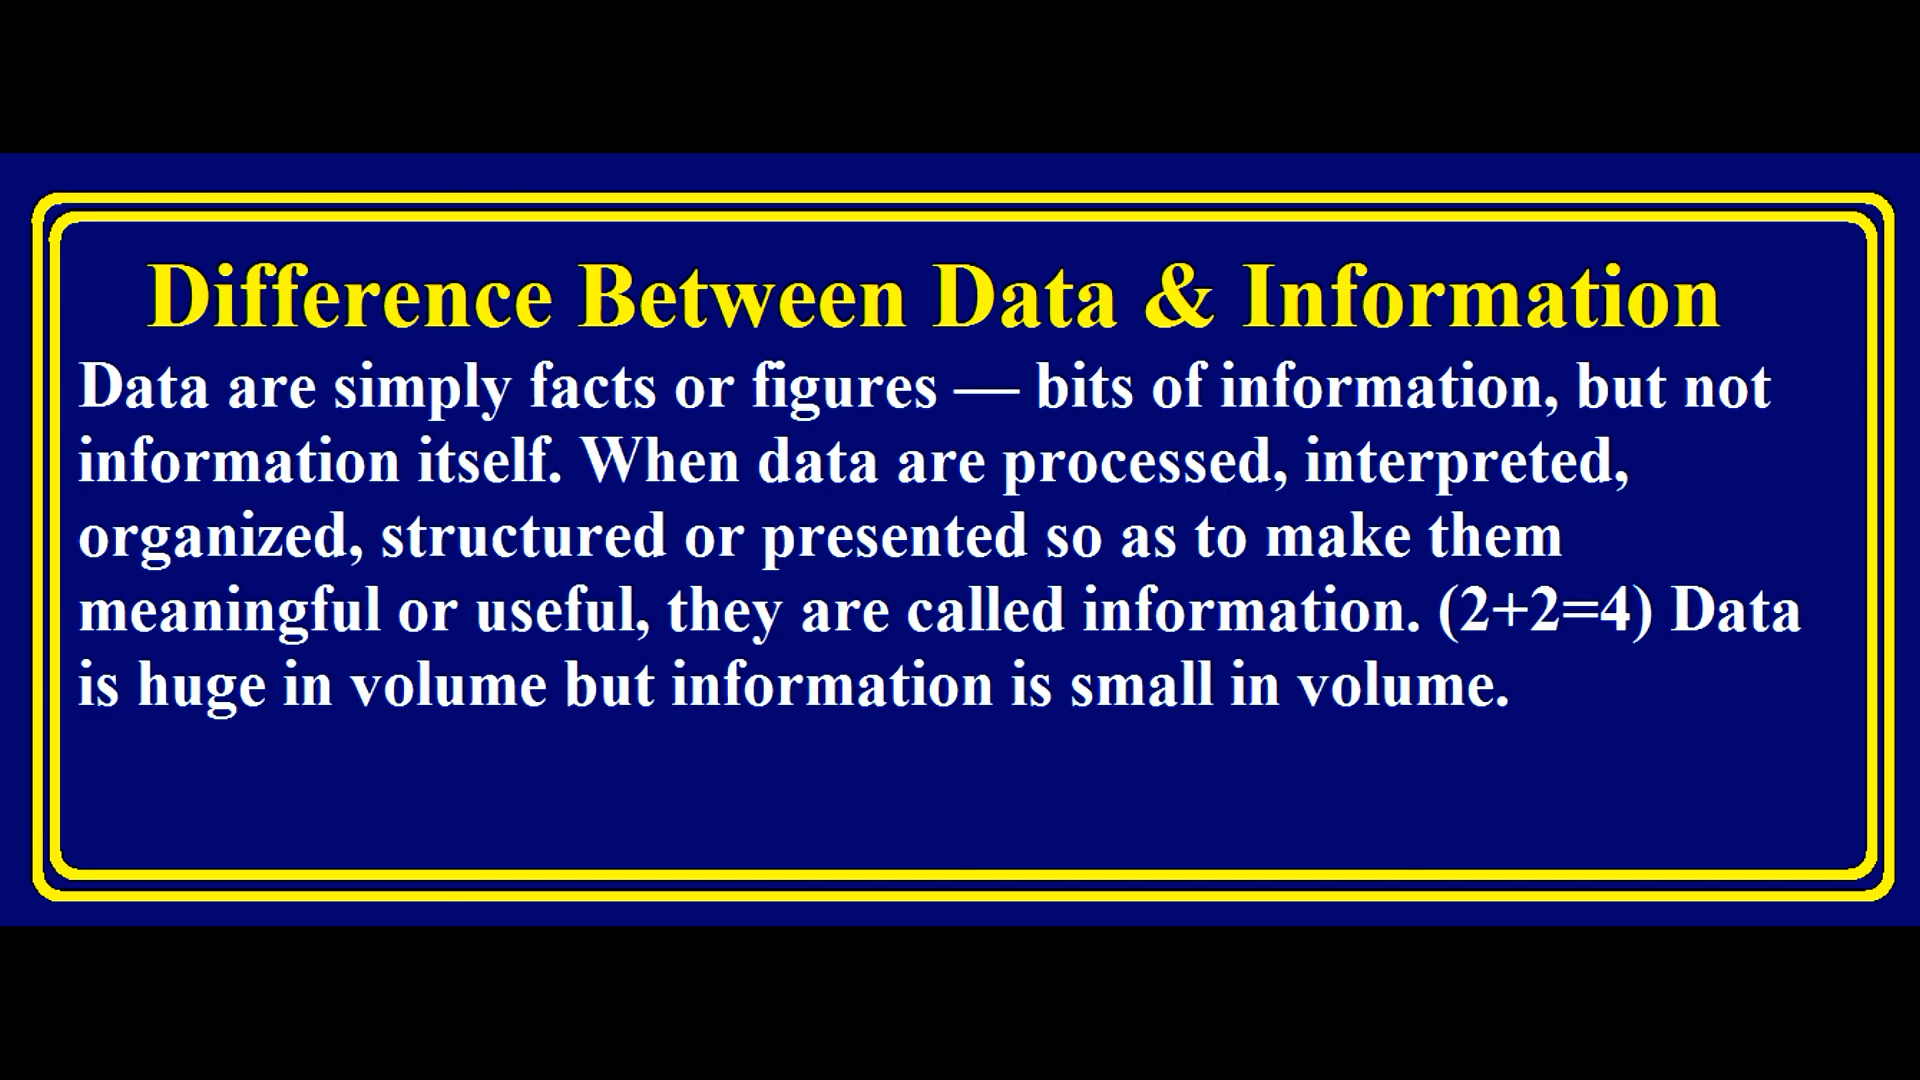 Difference Between Data & Information
Data are simply facts or figures — bits of information, but not
information itself. When data are processed, interpreted,
organized, structured or presented so as to make them
meaningful or useful, they are called information. (2+2=4) Data
is huge in volume but information is small in volume.